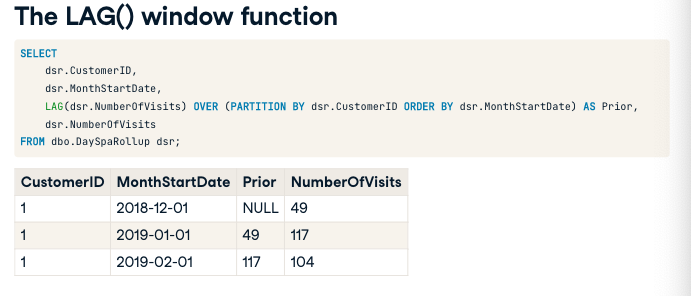 The LAG() window function
SELECT
dsr.CustomerID,
dsr.MonthStartDate,
LAG(dsr.NumberOfVisits) OVER (PARTITION BY dsr.CustomerID ORDER BY dsr.MonthStartDate) AS Prior,
dsr.NumberOfVisits
FROM dbo.DaySpaRollup dsr;
CustomerID MonthStartDate Prior NumberOfVisits
1 2018-12-01 NULL 49
1 2019-01-01 49 117
1 2019-02-01 117 104